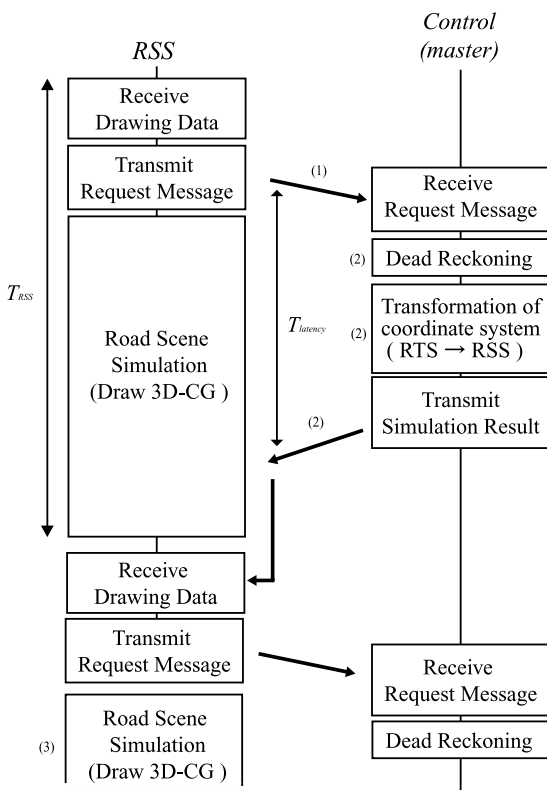 RSS
Control
(master)
Receive
Drawing Data
Transmit
Request Message
(1)
Receive
Request Message
(2) Dead Reckoning
T_RSS
T_latency
Road Scene
Simulation
(Draw 3D-CG )
(2)
Transformation of
coordinate system
( RTS → RSS )
Transmit
Simulation Result
(2)
Receive
Drawing Data
Transmit
Request Message
Receive
Request Message
(3)
Road Scene
Simulation
(Draw 3D-CG )
Dead Reckoning